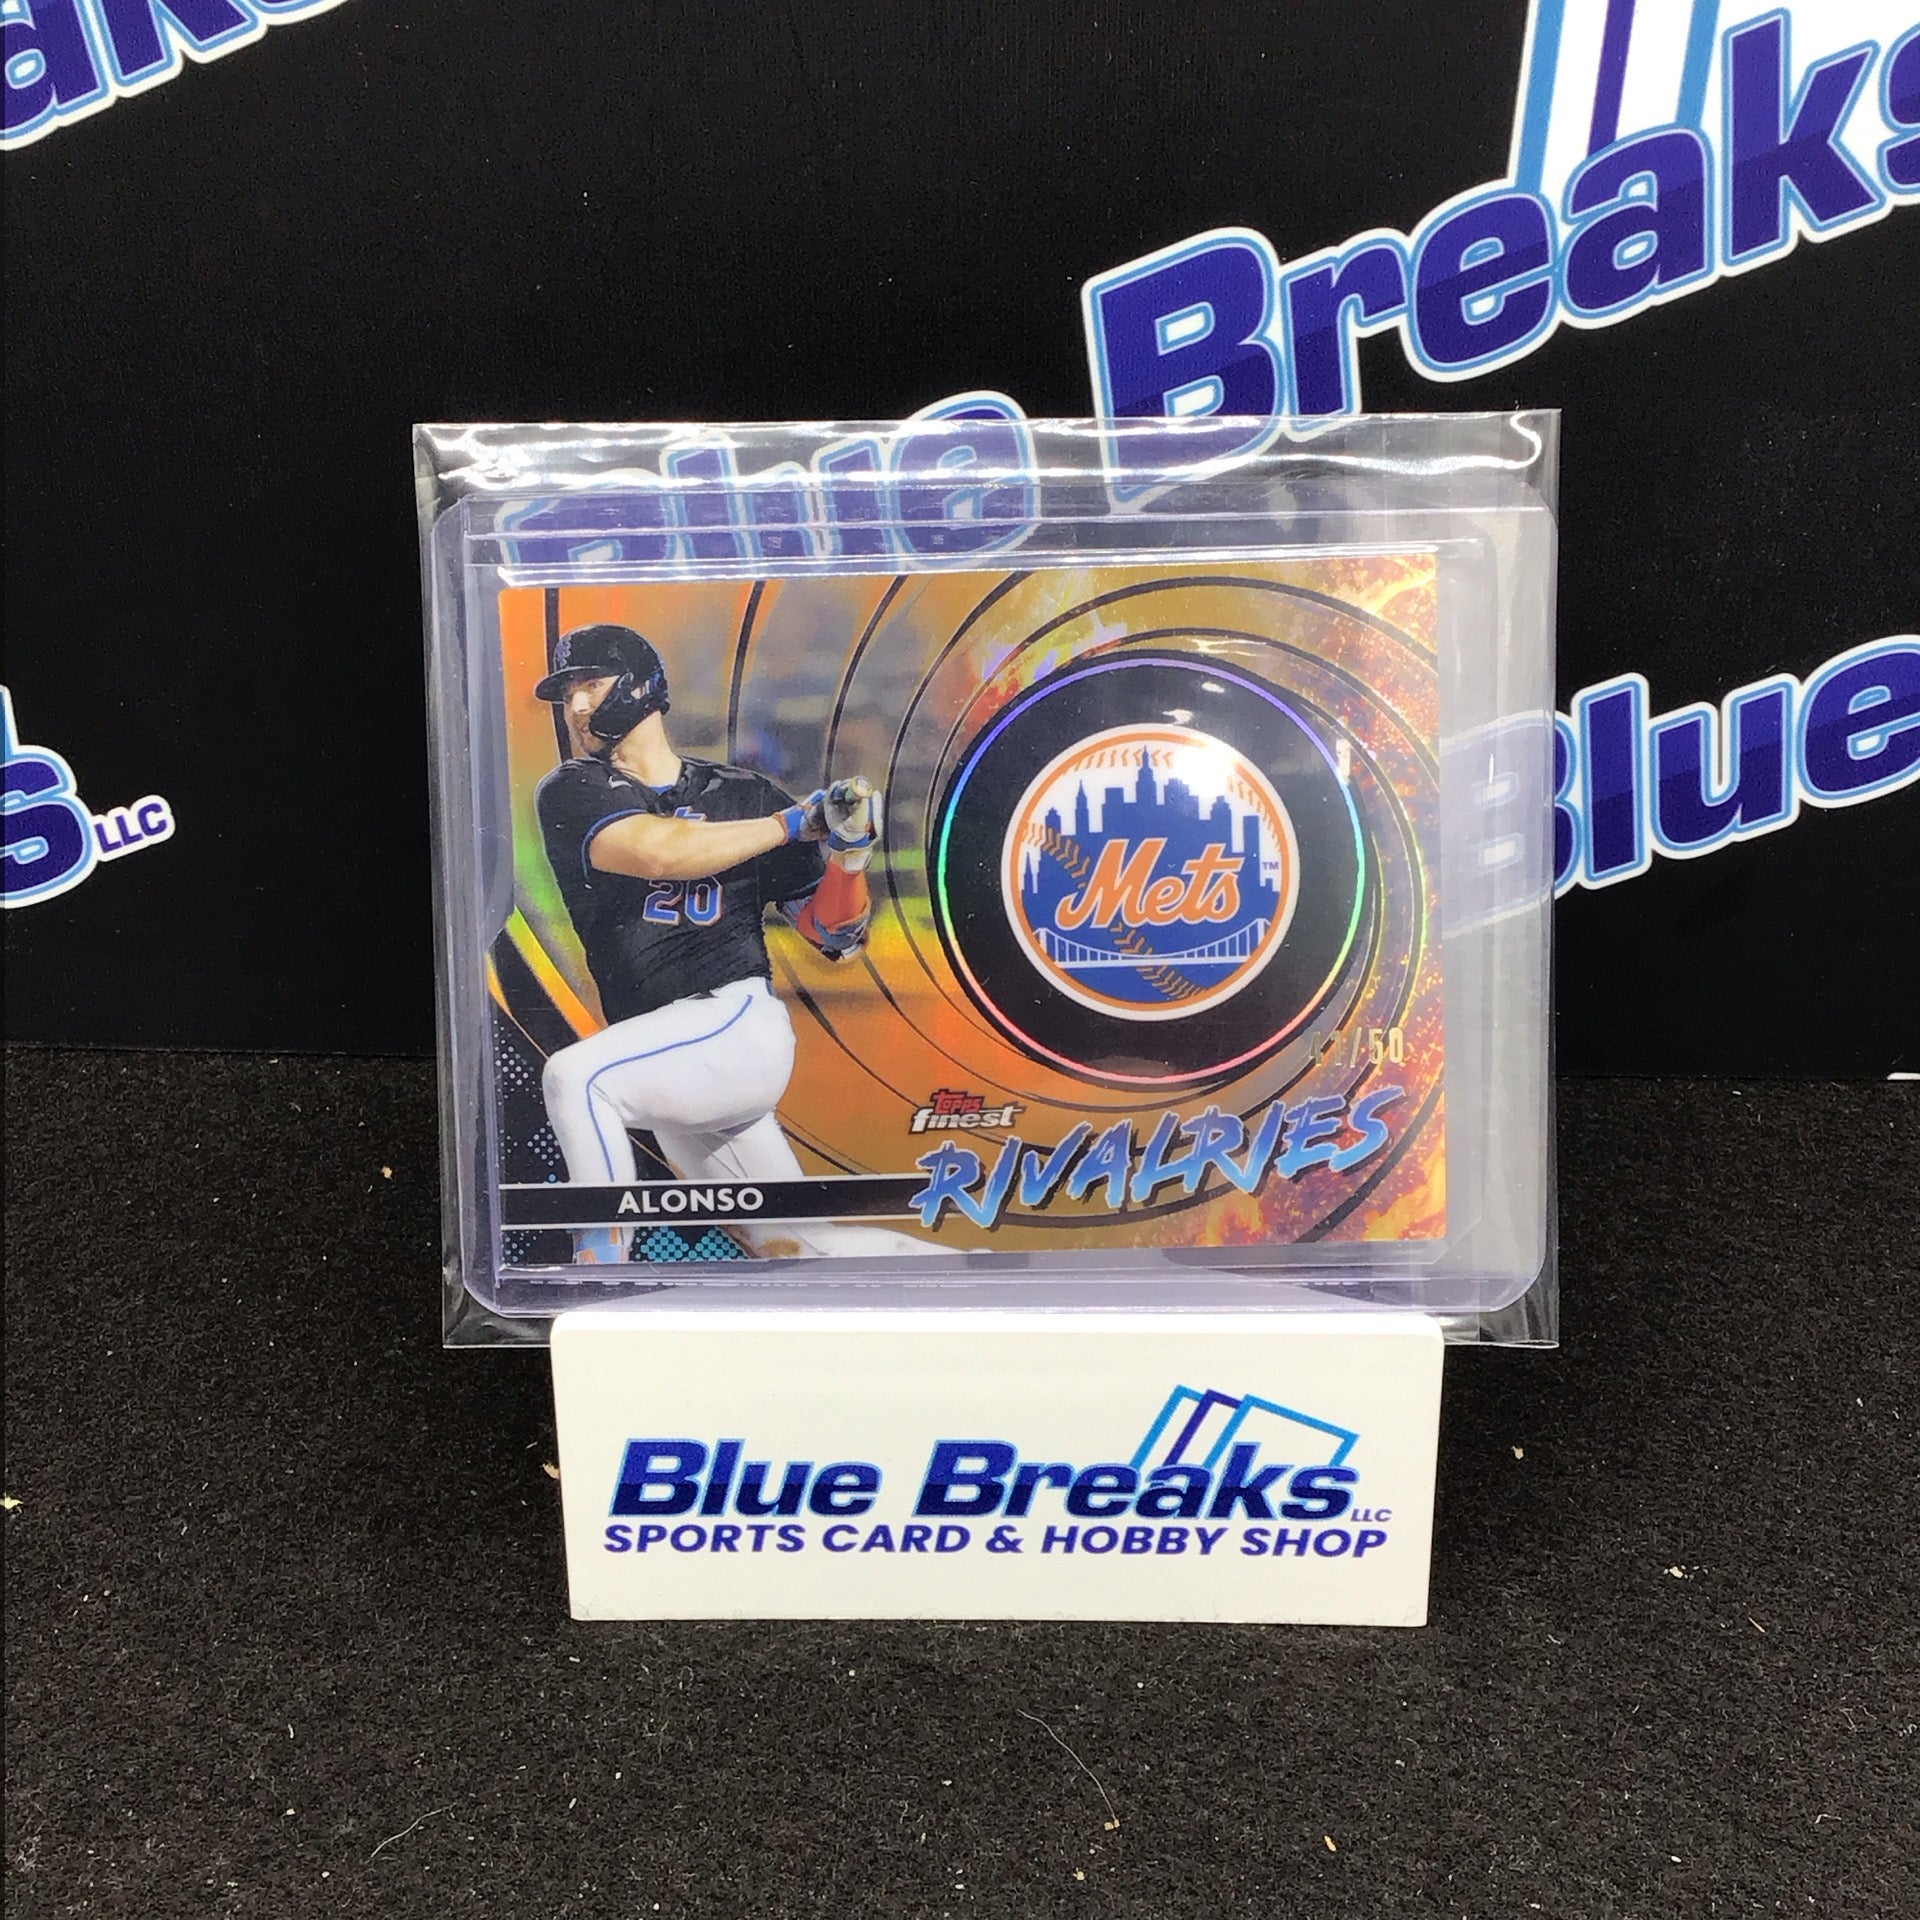 Breaks
Blue Breaks
LLC
Blue
20
Mets
TM
/50
topps
finest
RIVALRIES
ALONSO
Blue Breaks LLC
SPORTS CARD & HOBBY SHOP